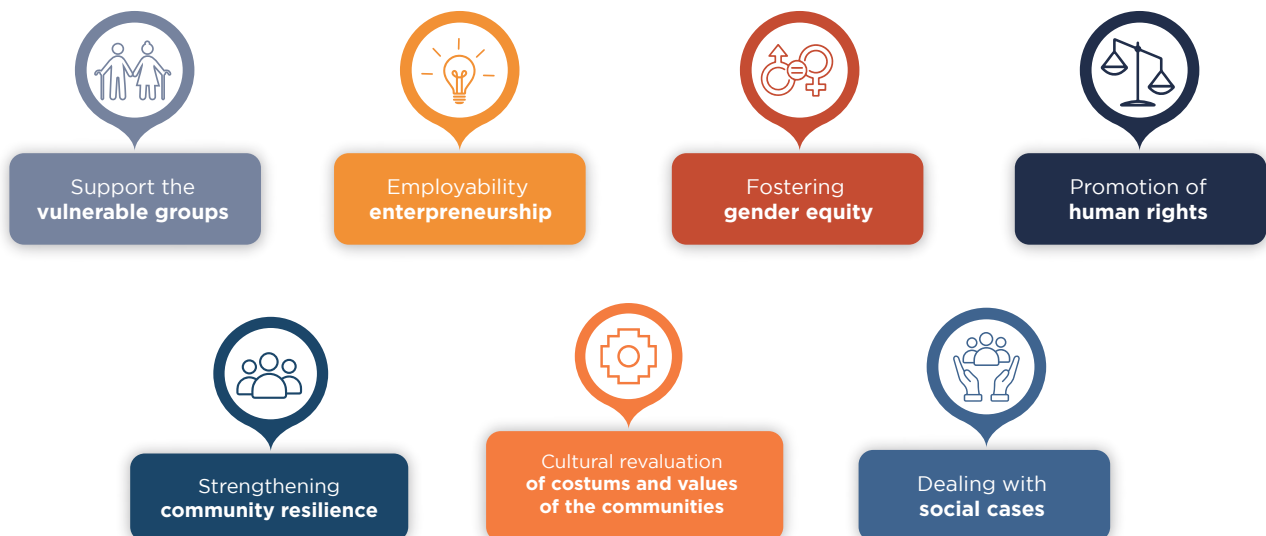 Support the
vulnerable groups
Employability
enterpreneurship
Fostering
gender equity
Promotion of
human rights
Strengthening
community resilience
Cultural revaluation
of costums and values
of the communities
Dealing with
social cases